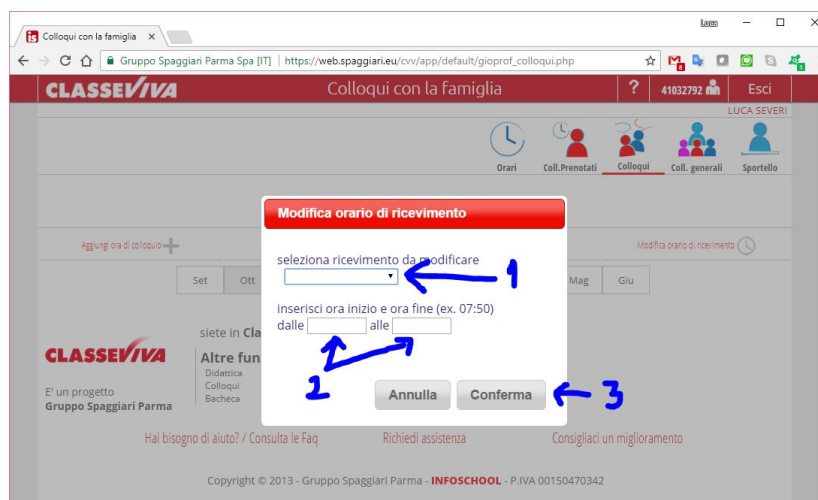 Luca
Colloqui con la famiglia
Gruppo Spaggiari Parma Spa [IT] | https://web.spaggiari.eu/cvv/app/default/gioprof_colloqui.php
CLASSEVIVA Colloqui con la famiglia ? 41032792 Esci
LUCA SEVERI
Orari Coll.Prenotati Colloqui Coll. generali Sportello
Modifica orario di ricevimento
Aggiungi ora di colloquio Modifica orario di ricevimento
seleziona ricevimento da modificare
1
Set Ott Mag Giu
inserisci ora inizio e ora fine (ex. 07:50)
dalle alle
siete in Cla
CLASSEVIVA Altre fun
Didattica
Colloqui
Bacheca
2
E' un progetto
Gruppo Spaggiari Parma
Annulla Conferma 3
Hai bisogno di aiuto? / Consulta le Faq Richiedi assistenza Consigliaci un miglioramento
Copyright © 2013 - Gruppo Spaggiari Parma - INFOSCHOOL - P.IVA 00150470342